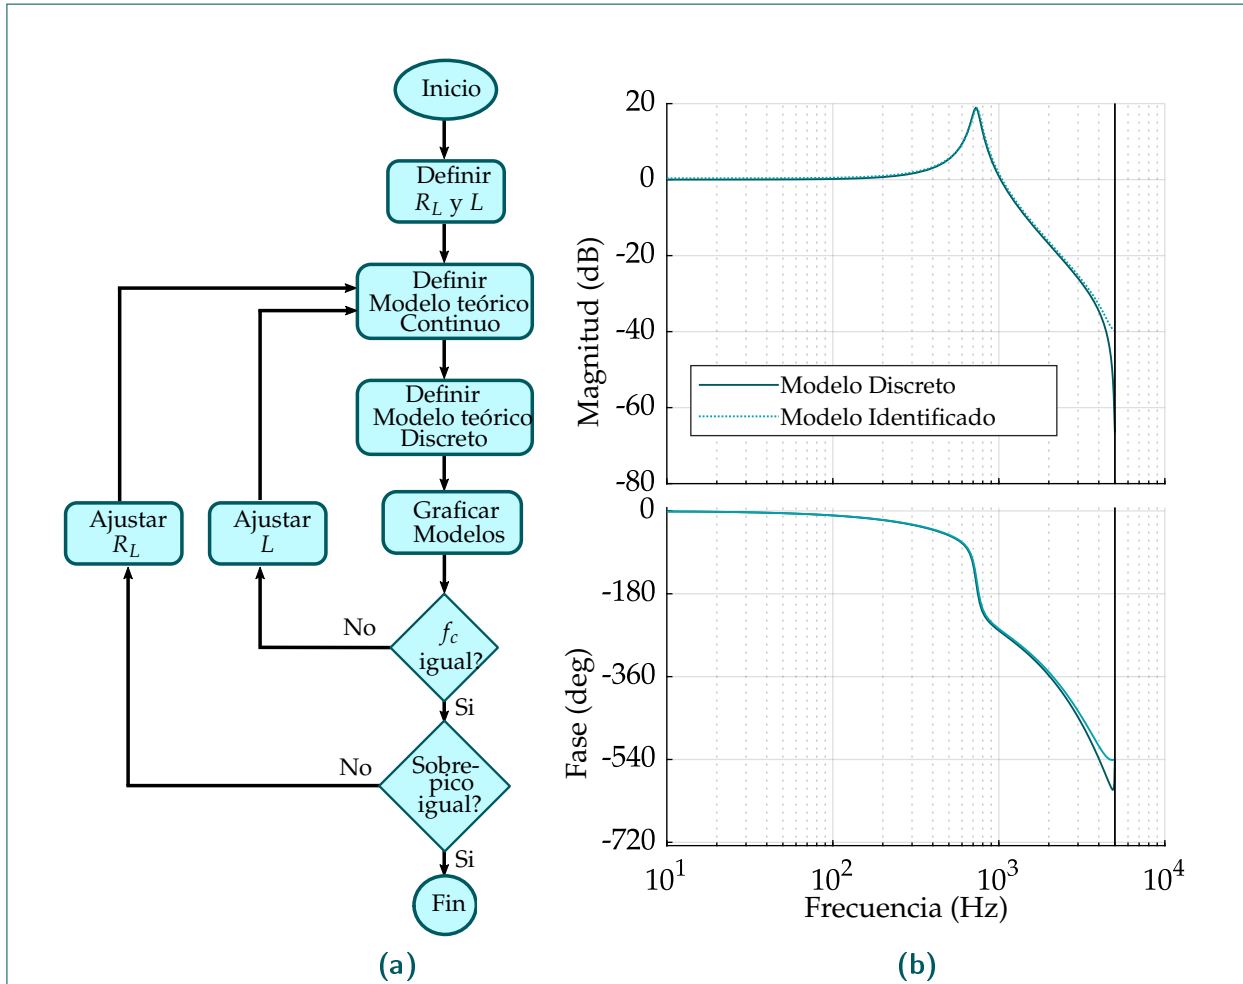 Inicio
Definir
R_L y L
Definir
Modelo teórico
Continuo
Definir
Modelo teórico
Discreto
Graficar
Modelos
Ajustar
R_L
Ajustar
L
No
f_c
igual?
Si
No
Sobre-
pico
igual?
Si
Fin
(a)
20
0
-20
-40
-60
-80
Magnitud (dB)
Modelo Discreto
Modelo Identificado
0
-180
-360
-540
-720
Fase (deg)
10^1
10^2
10^3
10^4
Frecuencia (Hz)
(b)